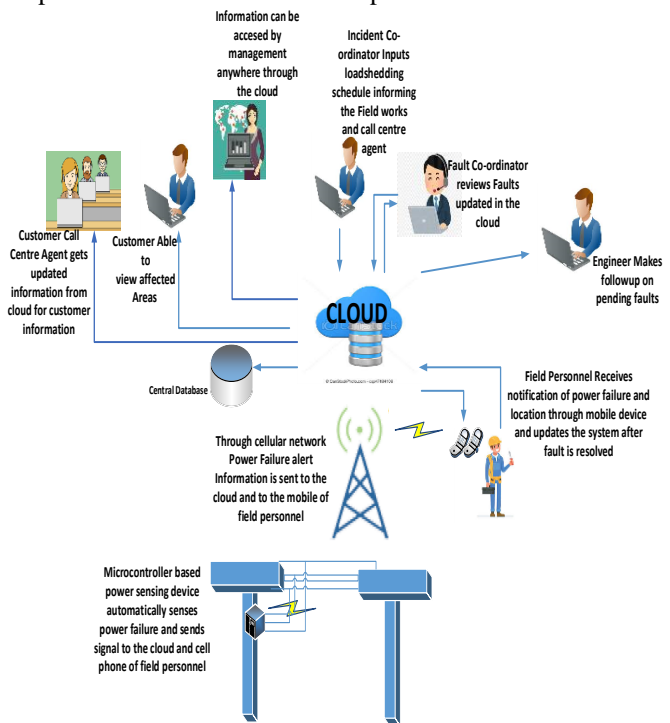 Information can be
accesed by
management
anywhere through
the cloud
Incident Co-
ordinator Inputs
loadshedding
schedule informing
the Field works
and call centre
agent
Fault Co-ordinator
reviews Faults
updated in the
cloud
Customer Call
Centre Agent gets
updated
information from
cloud for customer
information
Customer Able
to
view affected
Areas
Engineer Makes
followup on
pending faults
CLOUD
Central Database
Field Personnel Receives
notification of power failure and
location through mobile device
and updates the system after
fault is resolved
Through cellular network
Power Failure alert
Information is sent to the
cloud and to the mobile of
field personnel
Microcontroller based
power sensing device
automatically senses
power failure and sends
signal to the cloud and cell
phone of field personnel